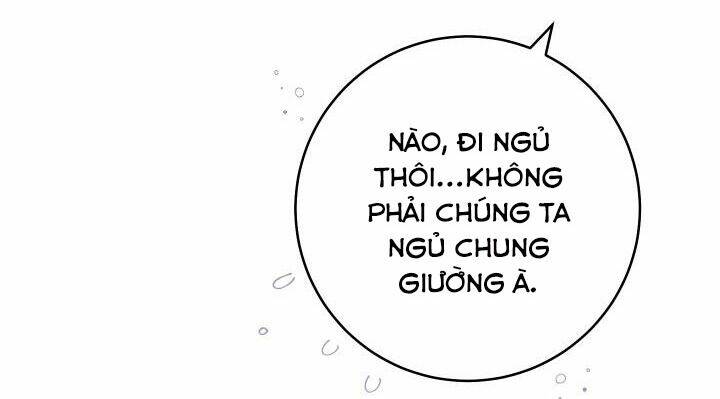 NÀO, ĐI NGỦ
THÔI...KHÔNG
PHẢI CHÚNG TA
NGỦ CHUNG
GIƯỜNG À.